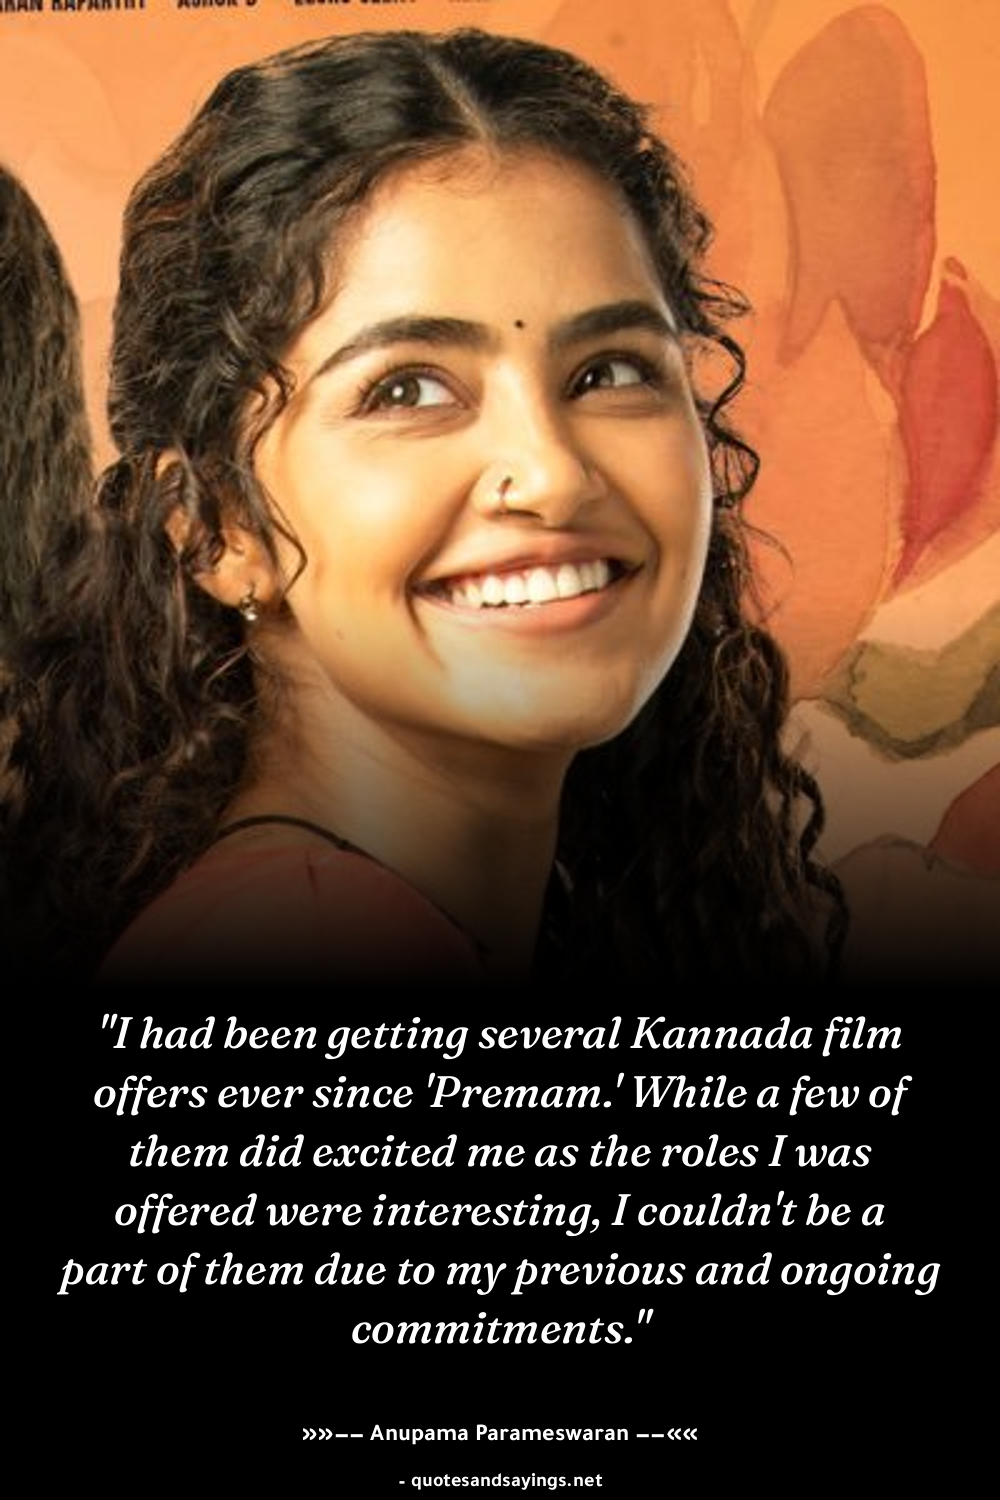 "I had been getting several Kannada film
offers ever since 'Premam.' While a few of
them did excited me as the roles I was
offered were interesting, I couldn't be a
part of them due to my previous and ongoing
commitments."
»»−− Anupama Parameswaran −−««
- quotesandsayings.net